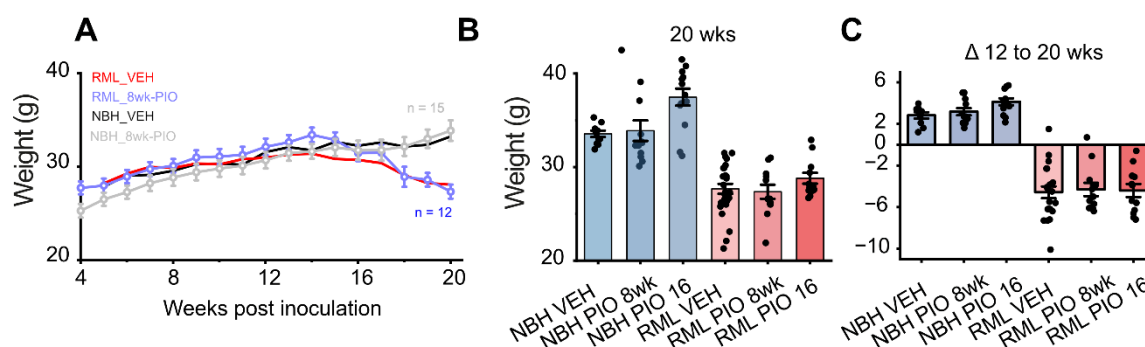 A
Weight (g)
40
30
20
RML_VEH
RML_8wk-PIO
NBH_VEH
NBH_8wk-PIO
n = 15
n = 12
4 8 12 16 20
Weeks post inoculation
B
20 wks
Weight (g)
40
30
20
NBH VEH
NBH PIO 8wk
NBH PIO 16
RML VEH
RML PIO 8wk
RML PIO 16
C
Δ 12 to 20 wks
6
2
−2
−6
−10
NBH VEH
NBH PIO 8wk
NBH PIO 16
RML VEH
RML PIO 8wk
RML PIO 16